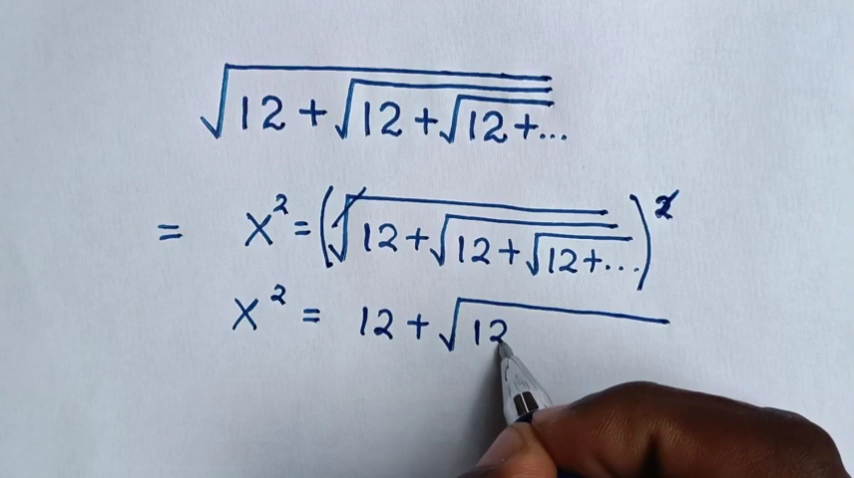 √12+√12+√12+...
= x²=(√12+√12+√12+...)²
x² = 12+√12